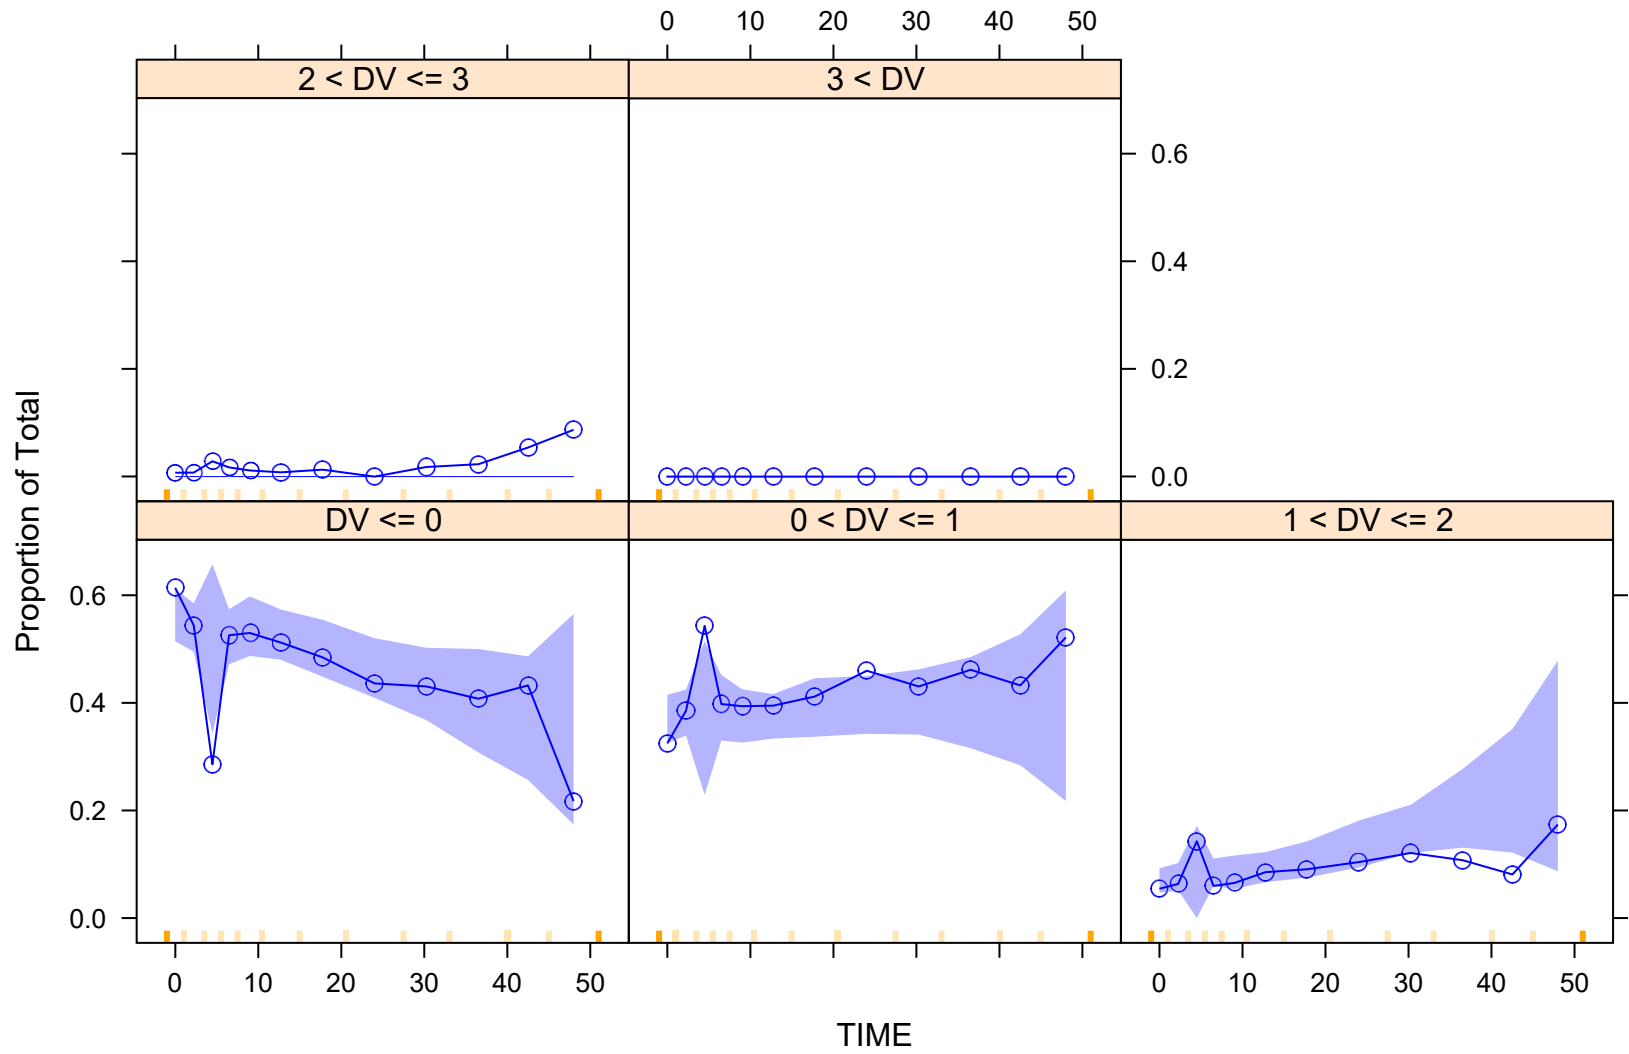 0 10 20 30 40 50
2 < DV <= 3 3 < DV
0.6
0.4
0.2
0.0
Proportion of Total
DV <= 0 0 < DV <= 1 1 < DV <= 2
0.6
0.4
0.2
0.0
0 10 20 30 40 50 0 10 20 30 40 50
TIME